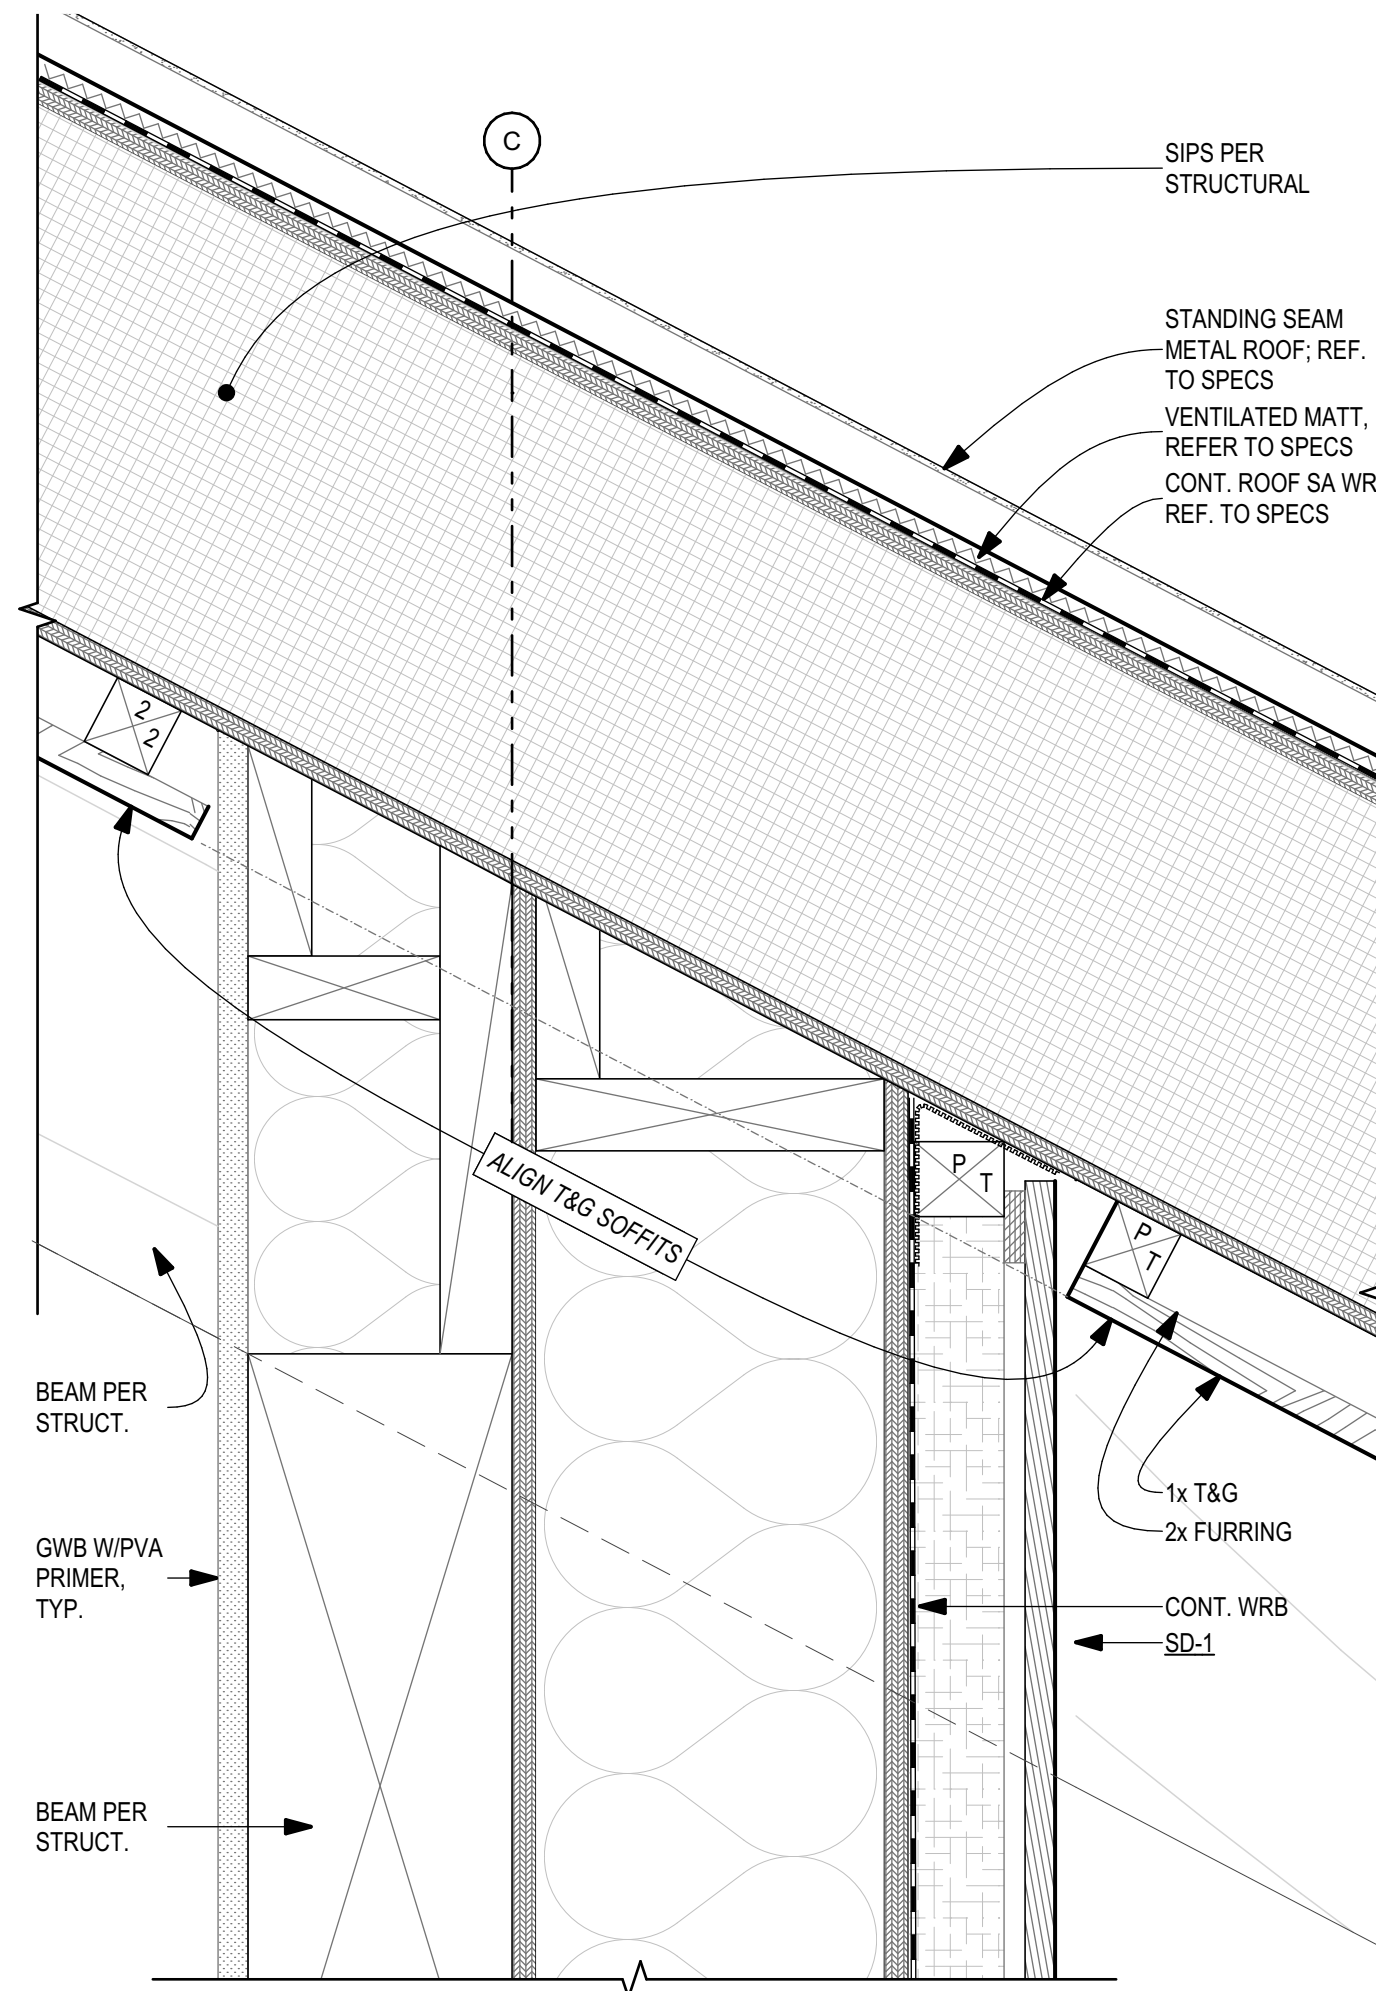 C
SIPS PER
STRUCTURAL
STANDING SEAM
METAL ROOF; REF.
TO SPECS
VENTILATED MATT,
REFER TO SPECS
CONT. ROOF SA WR
REF. TO SPECS
2
2
P
T
P
T
ALIGN T&G SOFFITS
BEAM PER
STRUCT.
1x T&G
2x FURRING
GWB W/PVA
PRIMER,
TYP.
CONT. WRB
SD-1
BEAM PER
STRUCT.